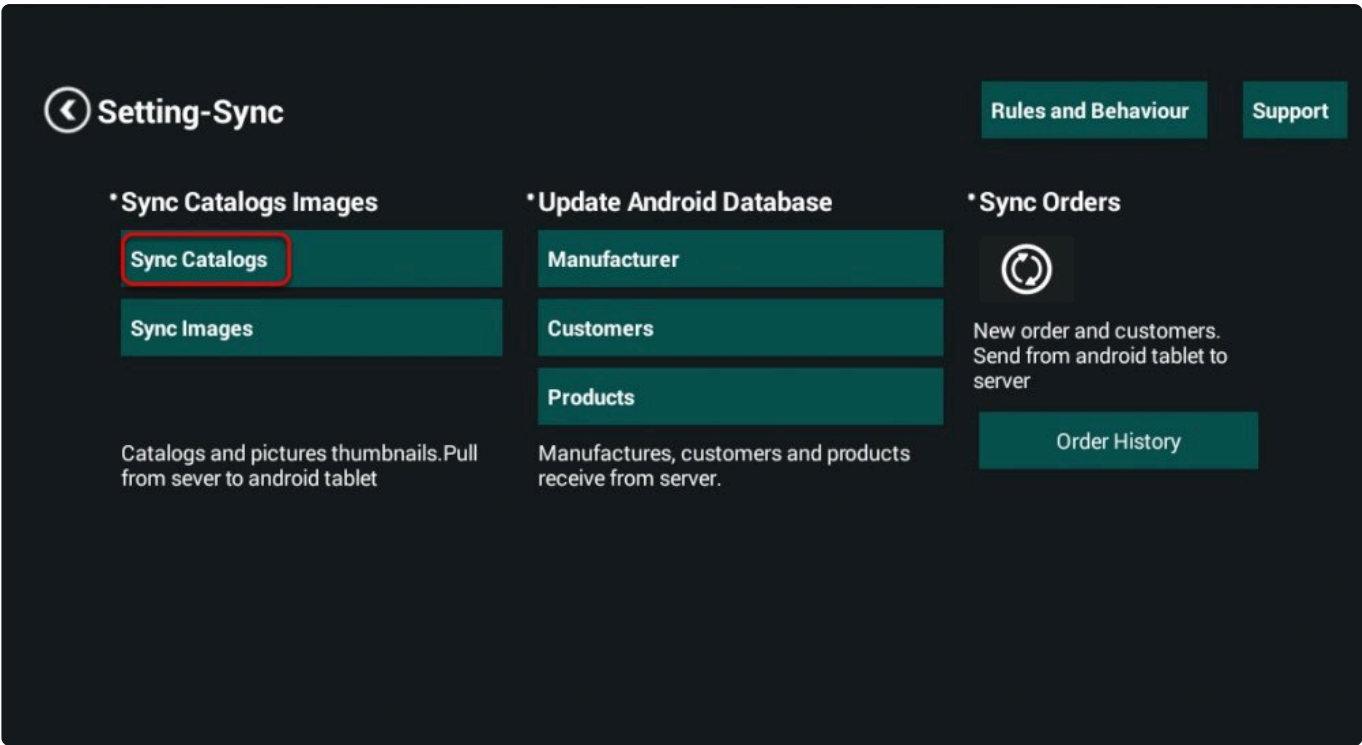 Setting-Sync
Rules and Behaviour
Support
*Sync Catalogs Images
Sync Catalogs
Sync Images
Catalogs and pictures thumbnails.Pull
from sever to android tablet
*Update Android Database
Manufacturer
Customers
Products
Manufactures, customers and products
receive from server.
*Sync Orders
New order and customers.
Send from android tablet to
server
Order History